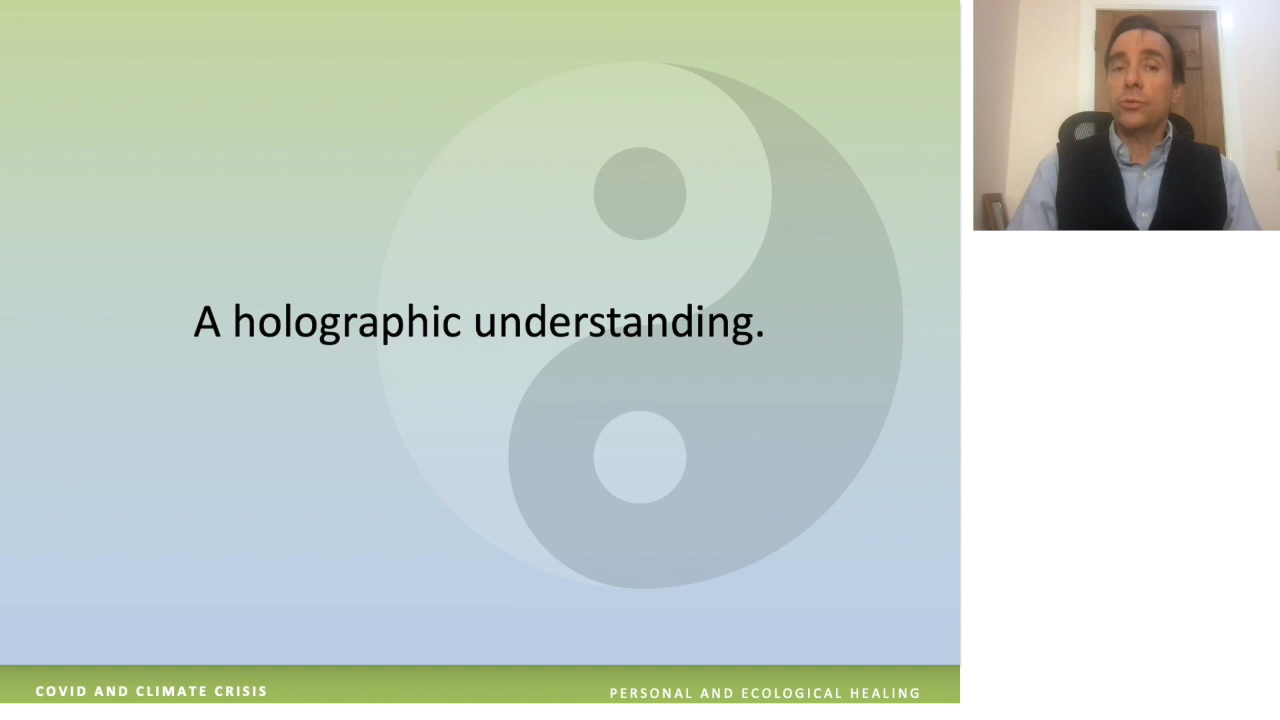 A holographic understanding.
COVID AND CLIMATE CRISIS
PERSONAL AND ECOLOGICAL HEALING